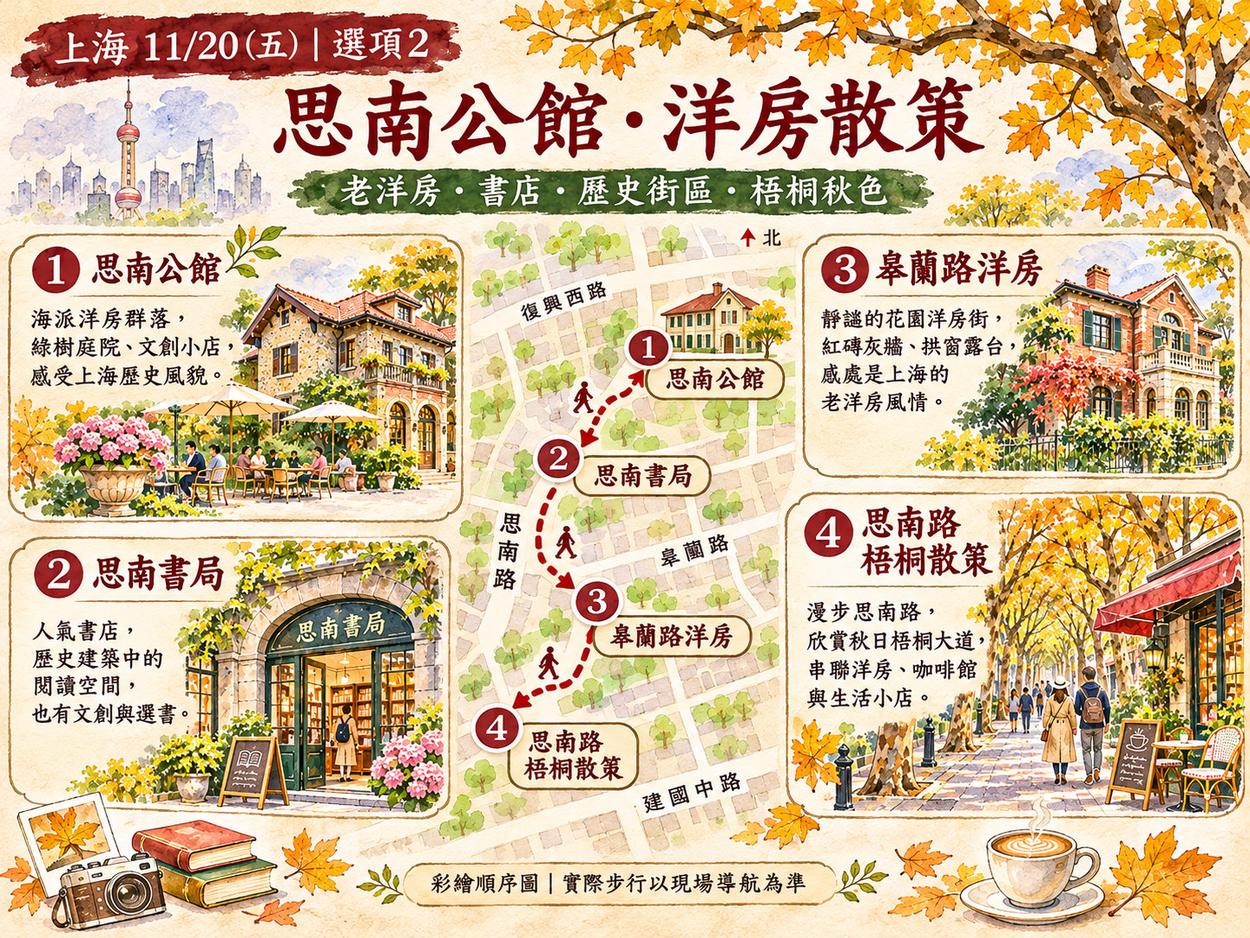 上海 11/20(五)｜選項2
思南公館·洋房散策
老洋房·書店·歷史街區·梧桐秋色
1 思南公館
海派洋房群落，
綠樹庭院、文創小店，
感受上海歷史風貌。
2 思南書局
人氣書店，
歷史建築中的
閱讀空間，
也有文創與選書。
思南書局
北
復興西路
1
思南公館
2
思南書局
思南路
皋蘭路
3
皋蘭路洋房
4
思南路
梧桐散策
建國中路
3 皋蘭路洋房
靜謐的花園洋房街，
紅磚灰牆、拱窗露台，
感處是上海的
老洋房風情。
4 思南路
梧桐散策
漫步思南路，
欣賞秋日梧桐大道，
串聯洋房、咖啡館
與生活小店。
彩繪順序圖｜實際步行以現場導航為準